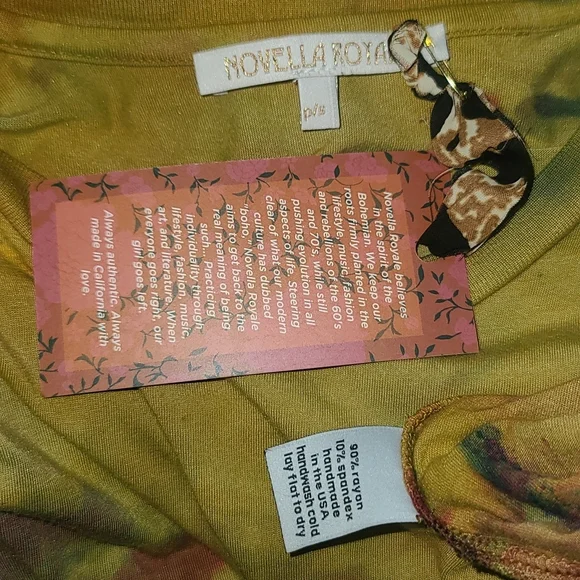 NOVELLA ROYA
p/s
Novella Royale believes
in the spirit of the
Bohemian. We keep our
roots firmly planted in the
lifestyle, music, fashion
and rebellions of the 60's
and 70's, while still
pushing evolution in all
aspects of life. Steering
clear of what our modern
culture has dubbed
"boho," Novella Royale
aims to get back to the
real meaning of being
such. Practicing
individuality through
lifestyle, fashion, music,
art, and literature. When
everyone goes right, our
girl goes left.
Always authentic. Always
made in California with
love.
90% rayon
10% spandex
handmade
in the USA
handwash cold
lay flat to dry